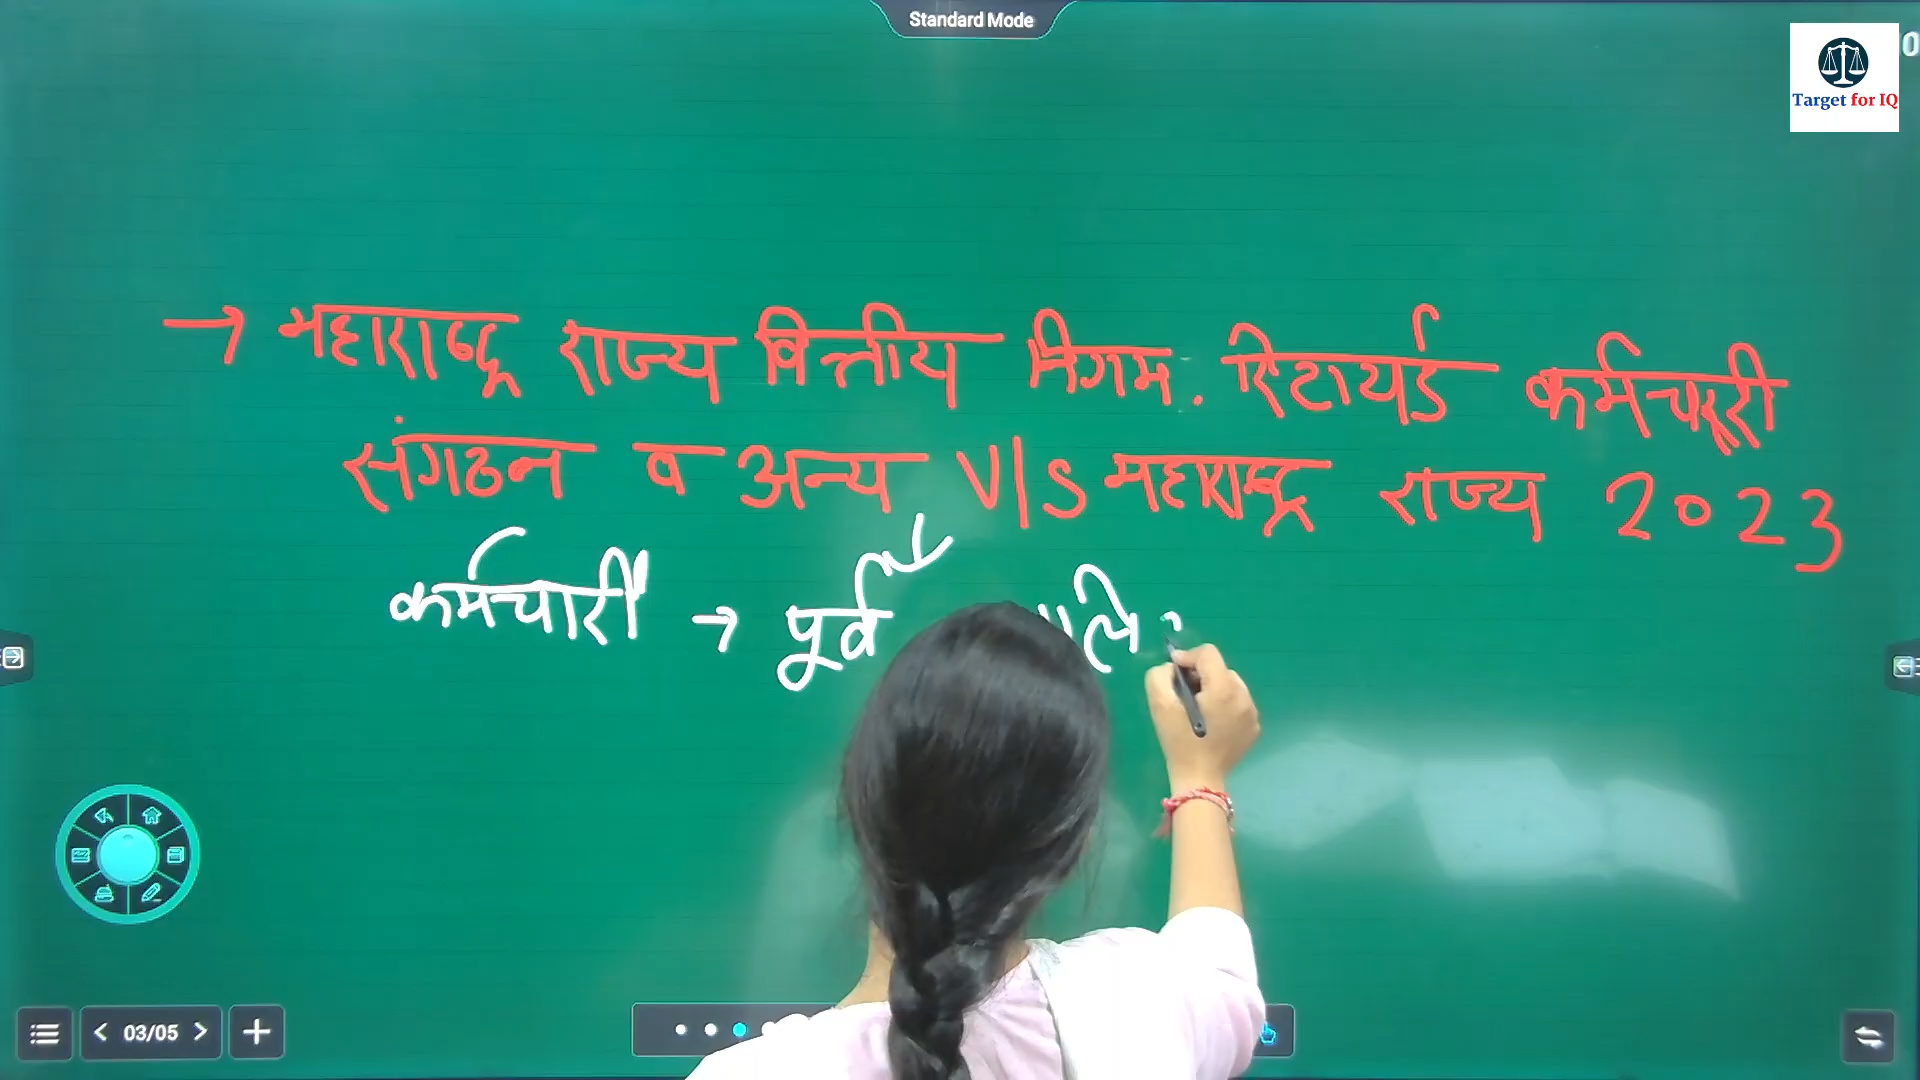 Standard Mode
Target for IQ
→ महाराष्ट्र राज्य वित्तीय निगम. रिटायर्ड कर्मचारी
संगठन व अन्य V/S महाराष्ट्र राज्य 2023
कर्मचारी → पूर्व
03/05